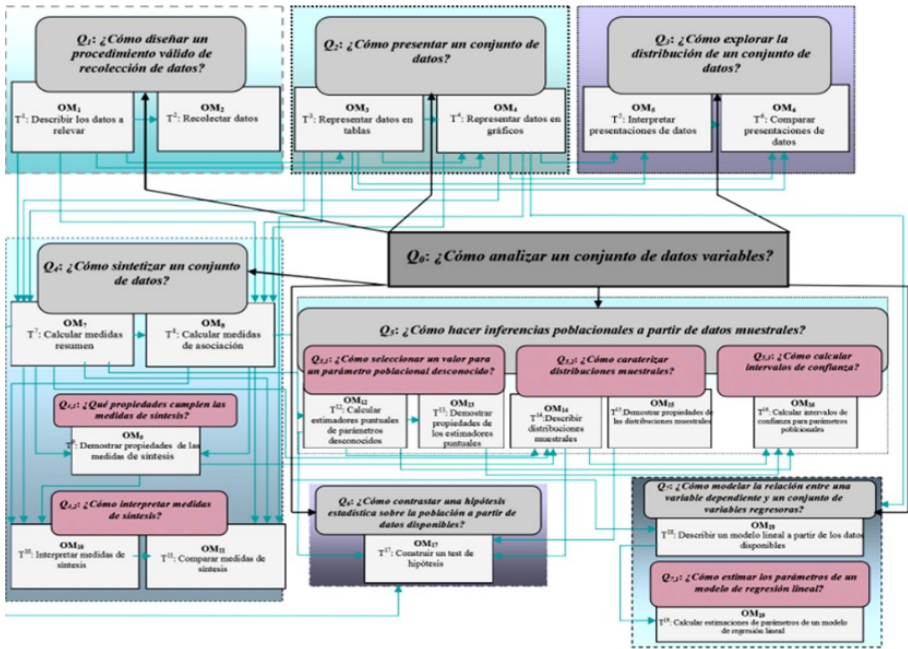 Q1: ¿Cómo diseñar un
procedimiento válido de
recolección de datos?
OM1
T1: Describir los datos a
relevar
OM2
T2: Recolectar datos
Q2: ¿Cómo presentar un conjunto de
datos?
OM3
T3: Representar datos en
tablas
OM4
T4: Representar datos en
gráficos
Q3: ¿Cómo explorar la
distribución de un conjunto de
datos?
OM5
Interpretar
presentaciones de datos
Comparar
presentaciones de
datos
Q0: ¿Cómo analizar un conjunto de datos variables?
Q4: ¿Cómo sintetizar un conjunto
de datos?
OM7
T7: Calcular medidas
resumen
OM8
T8: Calcular medidas
de asociación
¿Qué propiedades cumplen las
medidas de síntesis?
OM9
T9: Demostrar propiedades de las
medidas de síntesis
¿Cómo interpretar medidas
de síntesis?
OM10
T10: Interpretar medidas de
síntesis
OM11
T11: Comparar medidas de
síntesis
Q5: ¿Cómo hacer inferencias poblacionales a partir de datos muestrales?
Q5.1: ¿Cómo seleccionar un valor para
un parámetro poblacional desconocido?
OM12
T12: Calcular
estimadores puntuales
de parámetros
desconocidos
OM13
T13: Demostrar
propiedades de los
estimadores puntuales
Q5.2: ¿Cómo caraterizar
distribuciones muestrales?
OM14
T14: Describir
distribuciones
muestrales
OM15
T15: Demostrar propiedades
de las distribuciones muestrales
Q5.3: ¿Cómo calcular
intervalos de confianza?
OM16
T16: Calcular intervalos de
confianza para parámetros
poblcionales
Q6: ¿Cómo contrastar una hipótesis
estadística sobre la población a partir de
datos disponibles?
OM17
T17: Construir un test de
hipótesis
Q7: ¿Cómo modelar la relación entre una
variable dependiente y un conjunto de
variables regresoras?
OM18
T18: Describir un modelo lineal a partir de los datos
disponibles
Q7.1: ¿Cómo estimar los parámetros de un
modelo de regresión lineal?
OM19
T19: Calcular estimaciones de parámetros de un modelo
de regresión lineal